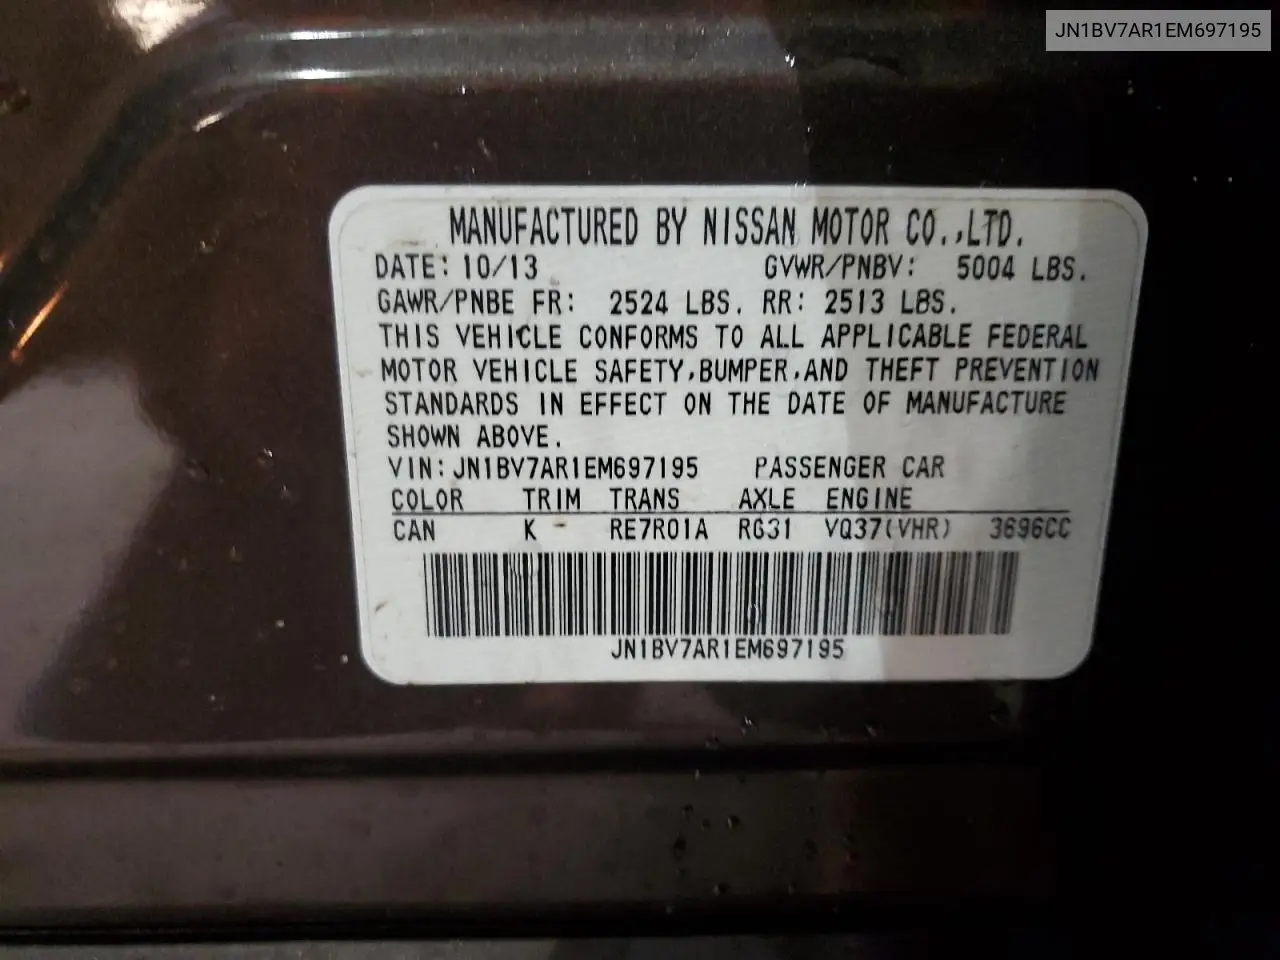 JN1BV7AR1EM697195
MANUFACTURED BY NISSAN MOTOR CO.,LTD.
DATE: 10/13 GVWR/PNBV: 5004 LBS.
GAWR/PNBE FR: 2524 LBS. RR: 2513 LBS.
THIS VEHICLE CONFORMS TO ALL APPLICABLE FEDERAL
MOTOR VEHICLE SAFETY,BUMPER,AND THEFT PREVENTION
STANDARDS IN EFFECT ON THE DATE OF MANUFACTURE
SHOWN ABOVE.
VIN: JN1BV7AR1EM697195 PASSENGER CAR
COLOR TRIM TRANS AXLE ENGINE
CAN K RE7R01A RG31 VQ37(VHR) 3696CC
JN1BV7AR1EM697195